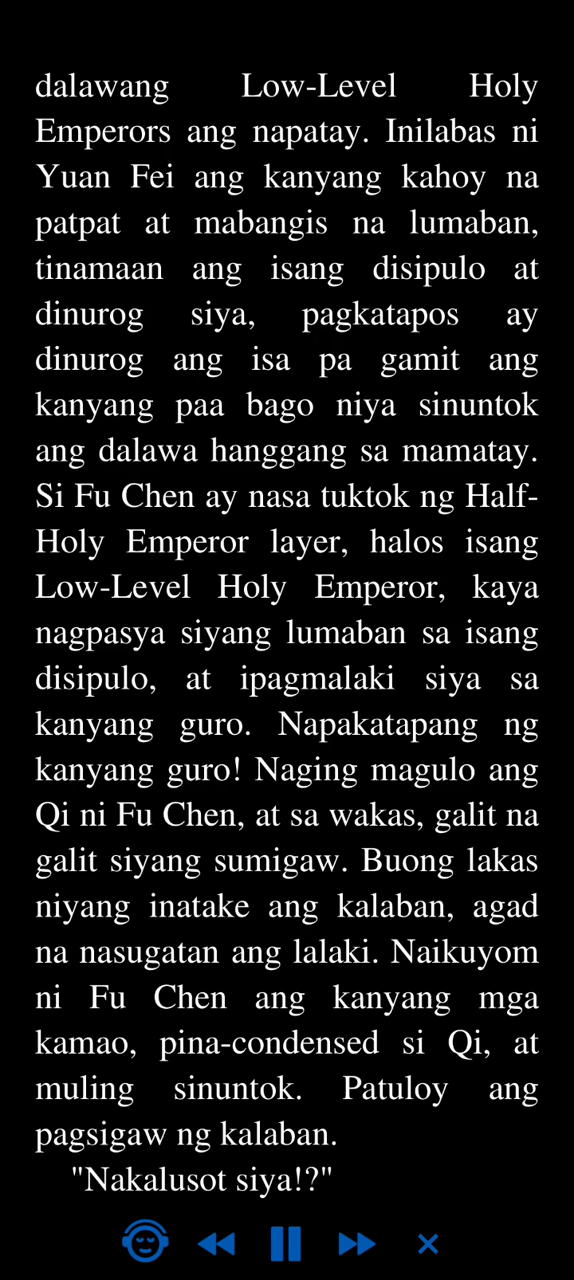 dalawang Low-Level Holy
Emperors ang napatay. Inilabas ni
Yuan Fei ang kanyang kahoy na
patpat at mabangis na lumaban,
tinamaan ang isang disipulo at
dinurog siya, pagkatapos ay
dinurog ang isa pa gamit ang
kanyang paa bago niya sinuntok
ang dalawa hanggang sa mamatay.
Si Fu Chen ay nasa tuktok ng Half-
Holy Emperor layer, halos isang
Low-Level Holy Emperor, kaya
nagpasya siyang lumaban sa isang
disipulo, at ipagmalaki siya sa
kanyang guro. Napakatapang ng
kanyang guro! Naging magulo ang
Qi ni Fu Chen, at sa wakas, galit na
galit siyang sumigaw. Buong lakas
niyang inatake ang kalaban, agad
na nasugatan ang lalaki. Naikuyom
ni Fu Chen ang kanyang mga
kamao, pina-condensed si Qi, at
muling sinuntok. Patuloy ang
pagsigaw ng kalaban.
"Nakalusot siya!?"